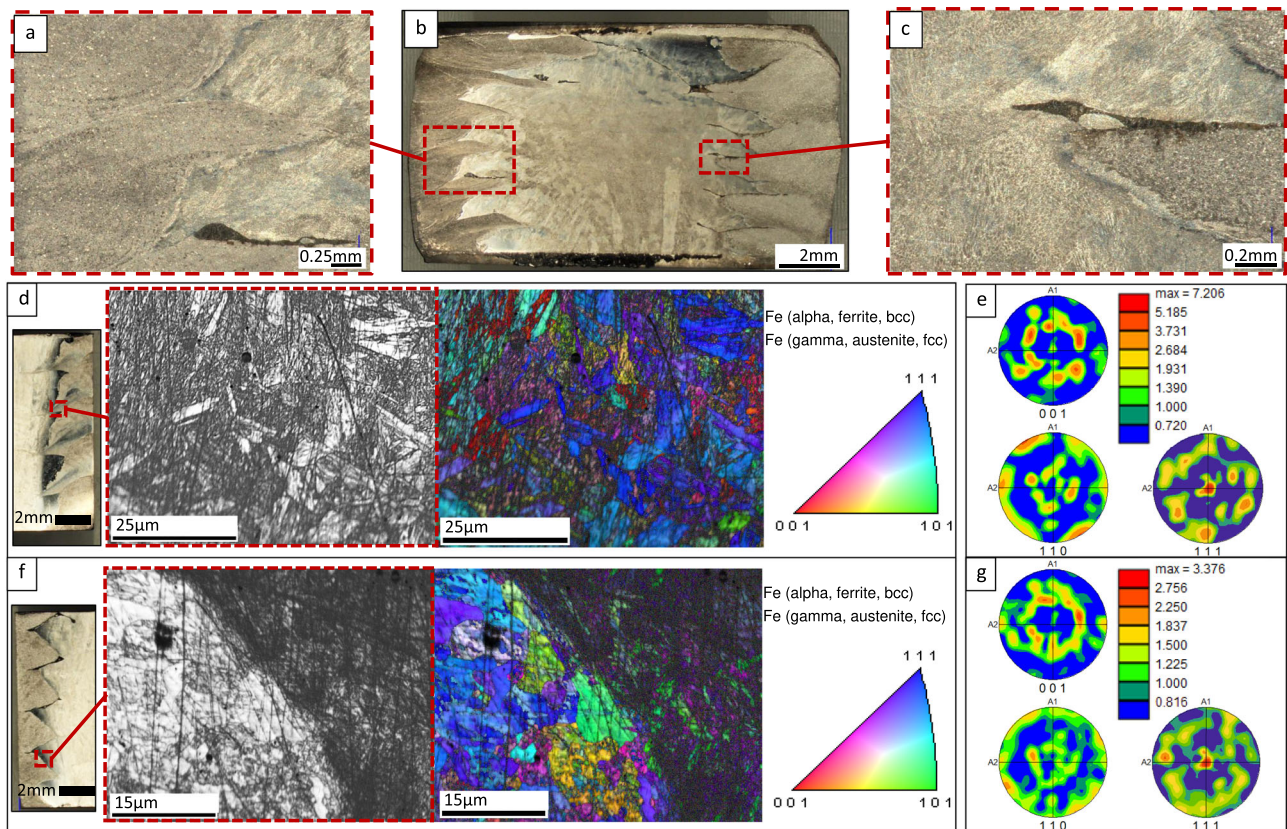 a
0.25mm
b
2mm
c
0.2mm
d
2mm
25µm
25µm
Fe (alpha, ferrite, bcc)
Fe (gamma, austenite, fcc)
1 1 1
0 0 1
1 0 1
e
A1
A2
0 0 1
max = 7.206
5.185
3.731
2.684
1.931
1.390
1.000
0.720
A1
A2
1 1 0
A1
A2
1 1 1
f
2mm
15µm
15µm
Fe (alpha, ferrite, bcc)
Fe (gamma, austenite, fcc)
1 1 1
0 0 1
1 0 1
g
A1
A2
0 0 1
max = 3.376
2.756
2.250
1.837
1.500
1.225
1.000
0.816
A1
A2
1 1 0
A1
A2
1 1 1